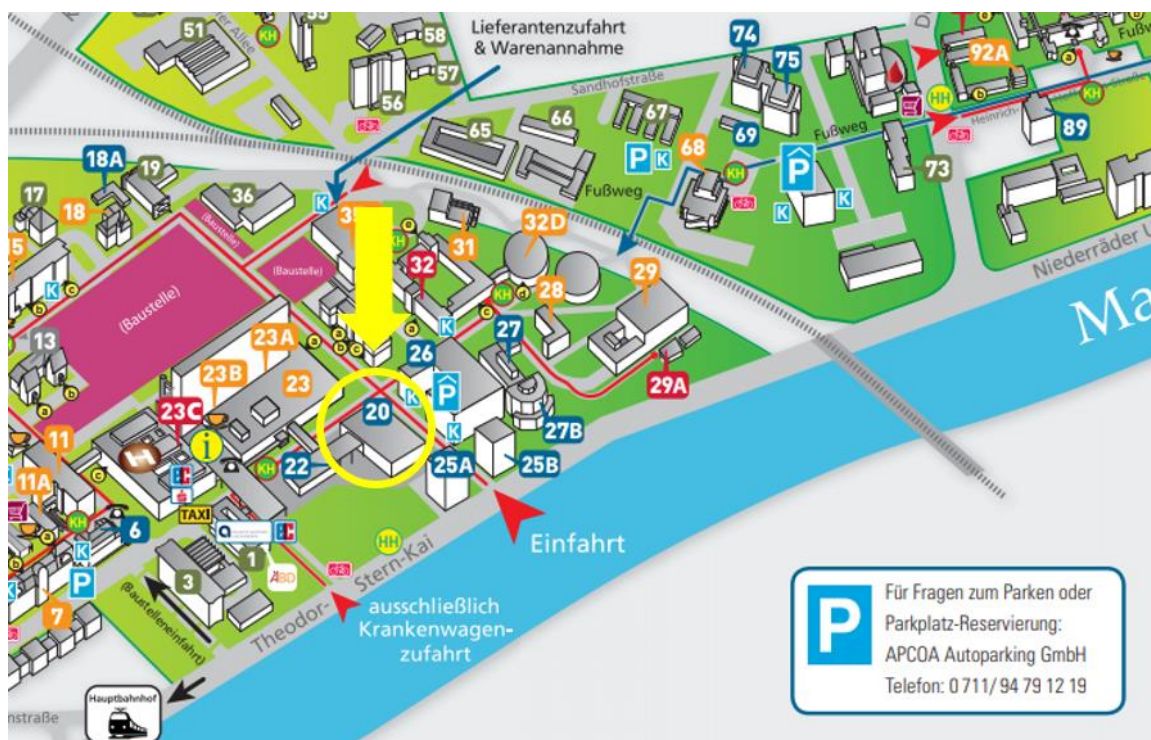 51
58
57
56
Lieferantenzufahrt
& Warenannahme
Sandhofstraße
74
75
92A
Fußweg
65
66
67
69
68
73
89
Fußweg
Fußweg
Niederräder
18A
19
17
18
36
(Baustelle)
(Baustelle)
(Baustelle)
31
32
32D
28
29
29A
13
23A
23B
23
23C
26
27
27B
20
22
25A
25B
11
11A
TAXI
6
7
3
1
ÄBD
Einfahrt
Theodor-Stern-Kai
ausschließlich
Krankenwagen-
zufahrt
(Baustelleneinfahrt)
Hauptbahnhof
P
Für Fragen zum Parken oder
Parkplatz-Reservierung:
APCOA Autoparking GmbH
Telefon: 0 711/ 94 79 12 19